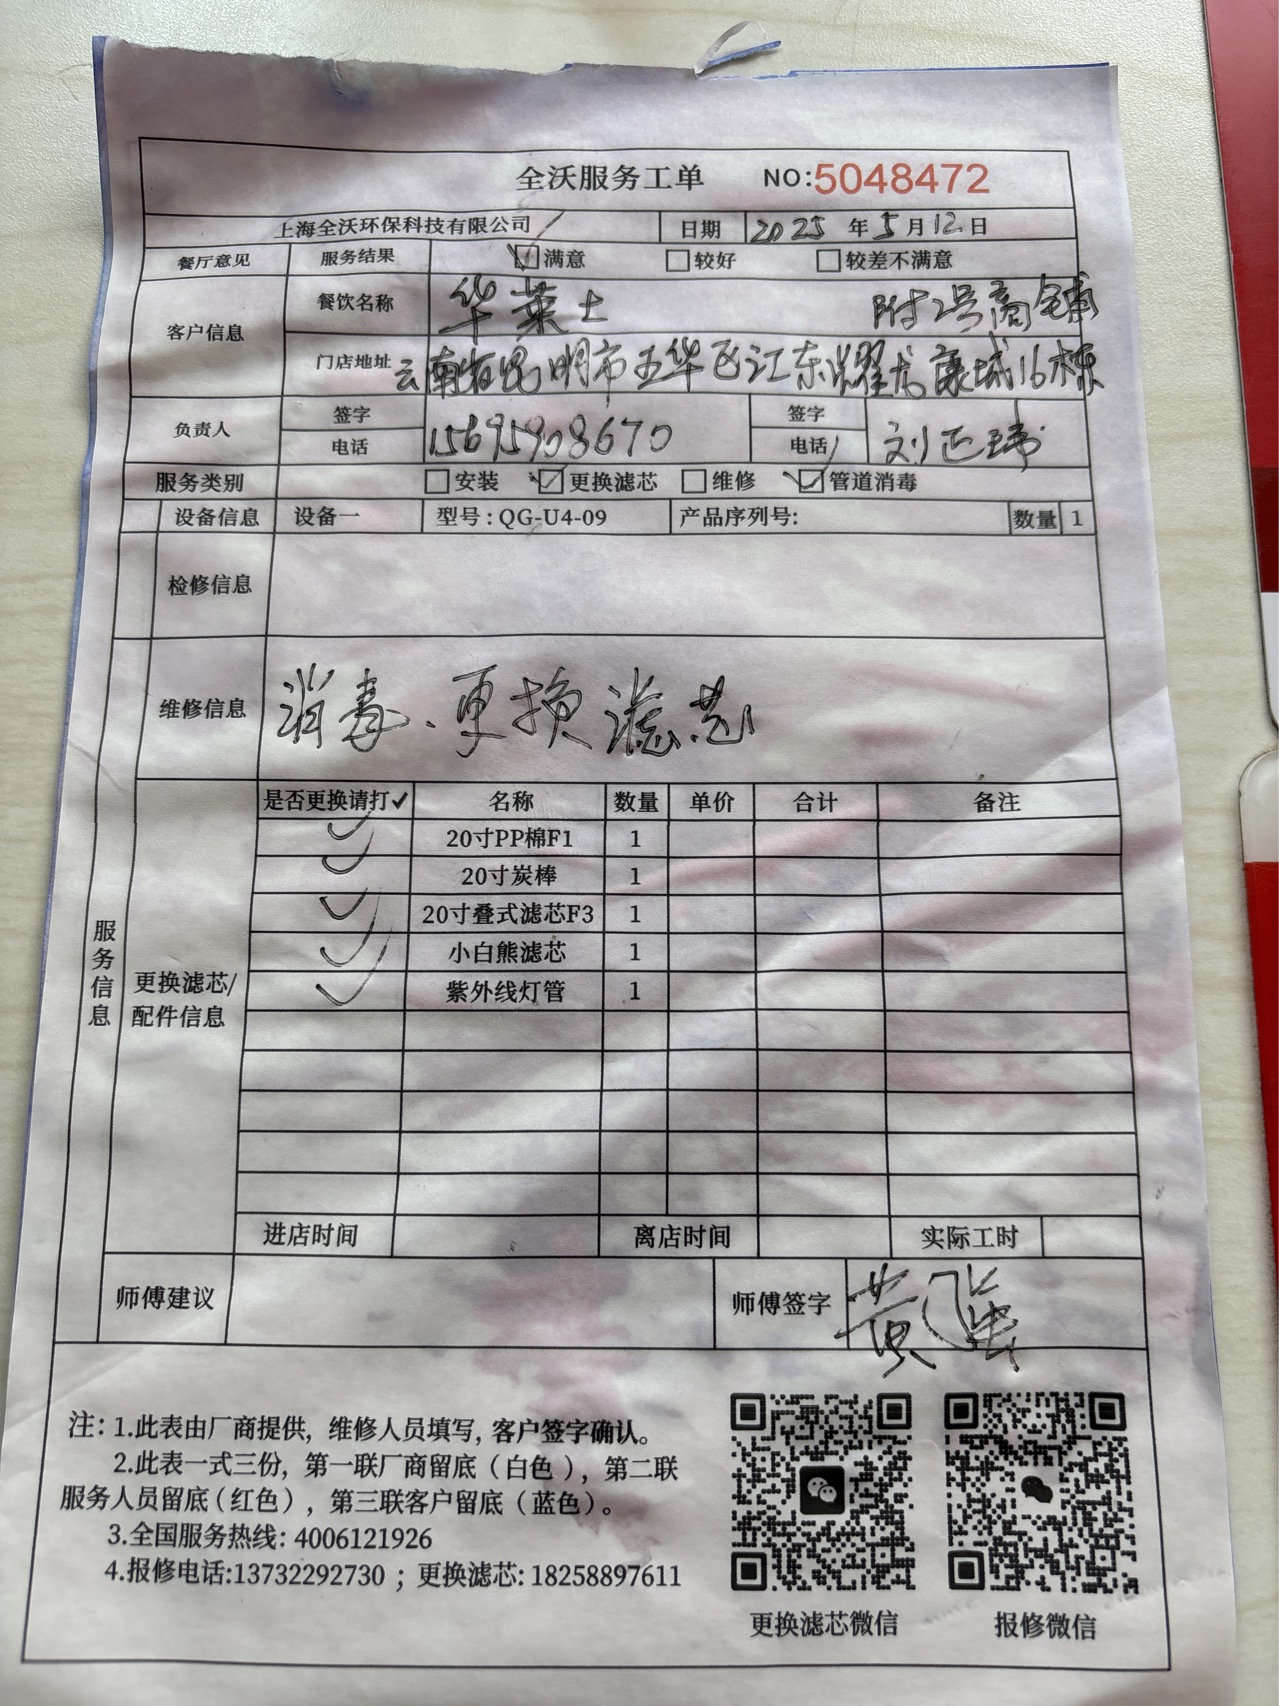 全沃服务工单 NO:5048472
上海全沃环保科技有限公司 日期 2025 年 5 月 12 日
餐厅意见 服务结果 ☑满意 □较好 □较差不满意
客户信息 餐饮名称 华莱士 附2号商铺
门店地址 云南省昆明市五华区江东耀龙康城16栋
负责人 签字 签字
电话 15695908670 电话 刘正玮
服务类别 □安装 ☑更换滤芯 □维修 ☑管道消毒
设备信息 设备一 型号:QG-U4-09 产品序列号: 数量 1
检修信息
维修信息 消毒、更换滤芯
服务信息
更换滤芯/配件信息
是否更换请打✓ 名称 数量 单价 合计 备注
✓ 20寸PP棉F1 1
✓ 20寸炭棒 1
✓ 20寸叠式滤芯F3 1
✓ 小白熊滤芯 1
✓ 紫外线灯管 1
进店时间 离店时间 实际工时
师傅建议 师傅签字 黄
注: 1.此表由厂商提供, 维修人员填写, 客户签字确认。
2.此表一式三份, 第一联厂商留底(白色), 第二联
服务人员留底(红色), 第三联客户留底(蓝色)。
3.全国服务热线: 4006121926
4.报修电话:13732292730 ; 更换滤芯: 18258897611
更换滤芯微信 报修微信